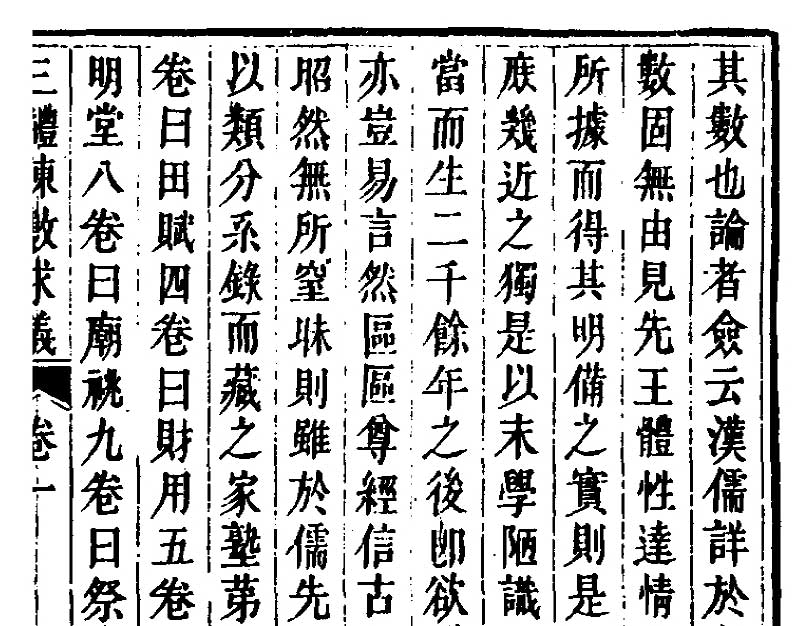 其數也論者僉云漢儒詳於
數固無由見先王體性達情
所據而得其明備之實則是
庶幾近之獨是以末學陋識
當而生二千餘年之後卽欲
亦豈易言然區區尊經信古
昭然無所窒昧則雖於儒先
以類分系錄而藏之家塾第
卷曰田賦四卷曰財用五卷
明堂八卷曰廟祧九卷曰祭
三禮陳數求義 卷一